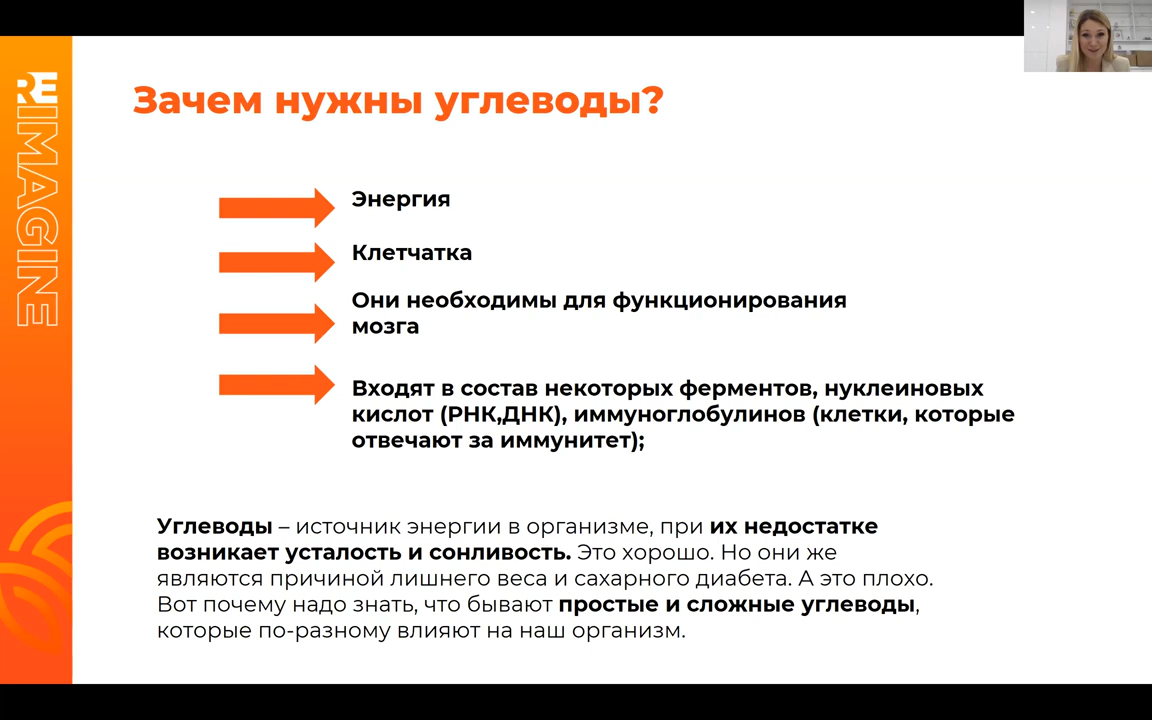 REIMAGINE
Зачем нужны углеводы?
Энергия
Клетчатка
Они необходимы для функционирования
мозга
Входят в состав некоторых ферментов, нуклеиновых
кислот (РНК,ДНК), иммуноглобулинов (клетки, которые
отвечают за иммунитет);
Углеводы – источник энергии в организме, при их недостатке
возникает усталость и сонливость. Это хорошо. Но они же
являются причиной лишнего веса и сахарного диабета. А это плохо.
Вот почему надо знать, что бывают простые и сложные углеводы,
которые по-разному влияют на наш организм.